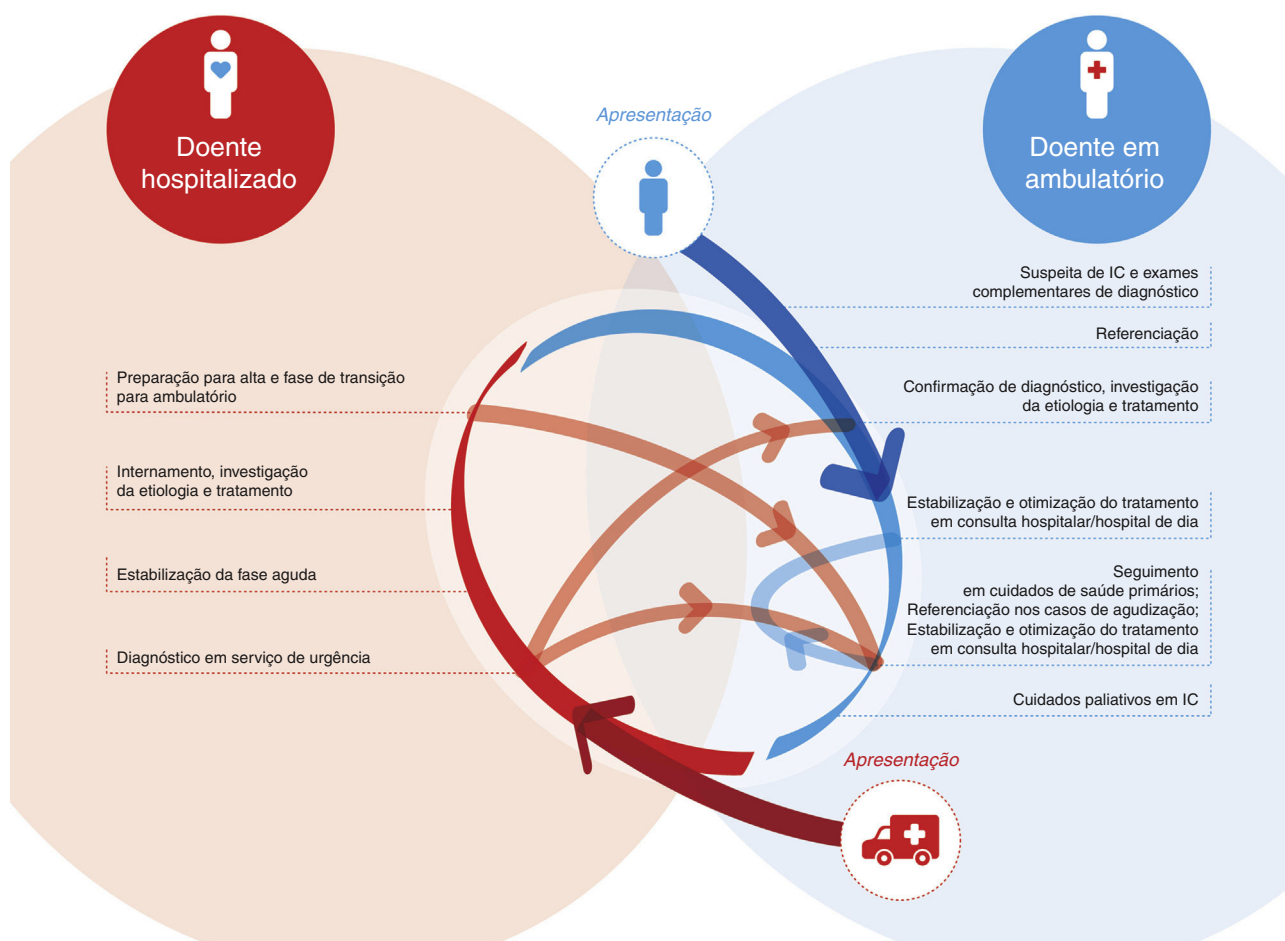 Doente
hospitalizado
Apresentação
Doente em
ambulatório
Suspeita de IC e exames
complementares de diagnóstico
Referenciação
Confirmação de diagnóstico, investigação
da etiologia e tratamento
Estabilização e otimização do tratamento
em consulta hospitalar/hospital de dia
Seguimento
em cuidados de saúde primários;
Referenciação nos casos de agudização;
Estabilização e otimização do tratamento
em consulta hospitalar/hospital de dia
Cuidados paliativos em IC
Preparação para alta e fase de transição
para ambulatório
Internamento, investigação
da etiologia e tratamento
Estabilização da fase aguda
Diagnóstico em serviço de urgência
Apresentação